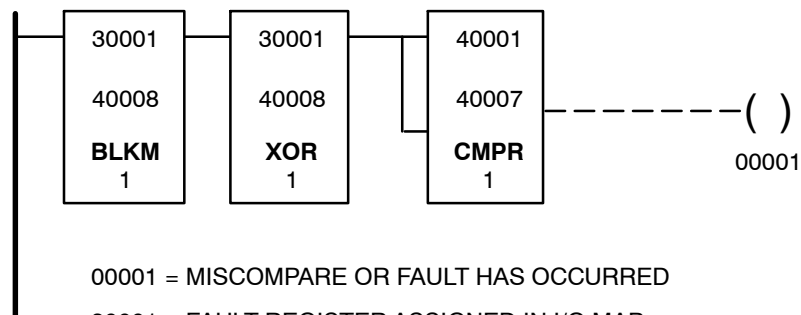 30001 30001 40001
40008 40008 40007
BLKM XOR CMPR
1 1 1
( )
00001
00001 = MISCOMPARE OR FAULT HAS OCCURRED